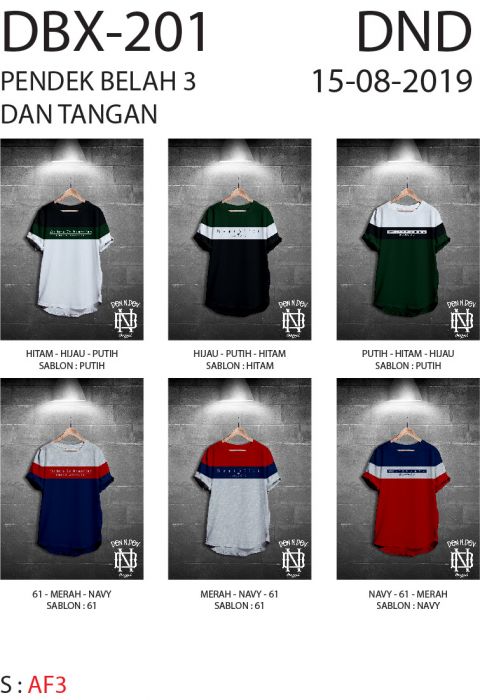 DBX-201
DND
PENDEK BELAH 3
15-08-2019
DAN TANGAN
DEN N DEV
DEN N DEV
DEN N DEV
HITAM - HIJAU - PUTIH
SABLON : PUTIH
HIJAU - PUTIH - HITAM
SABLON : HITAM
PUTIH - HITAM - HIJAU
SABLON : PUTIH
DEN N DEV
DEN N DEV
DEN N DEV
61 - MERAH - NAVY
SABLON : 61
MERAH - NAVY - 61
SABLON : 61
NAVY - 61 - MERAH
SABLON : NAVY
S : AF3